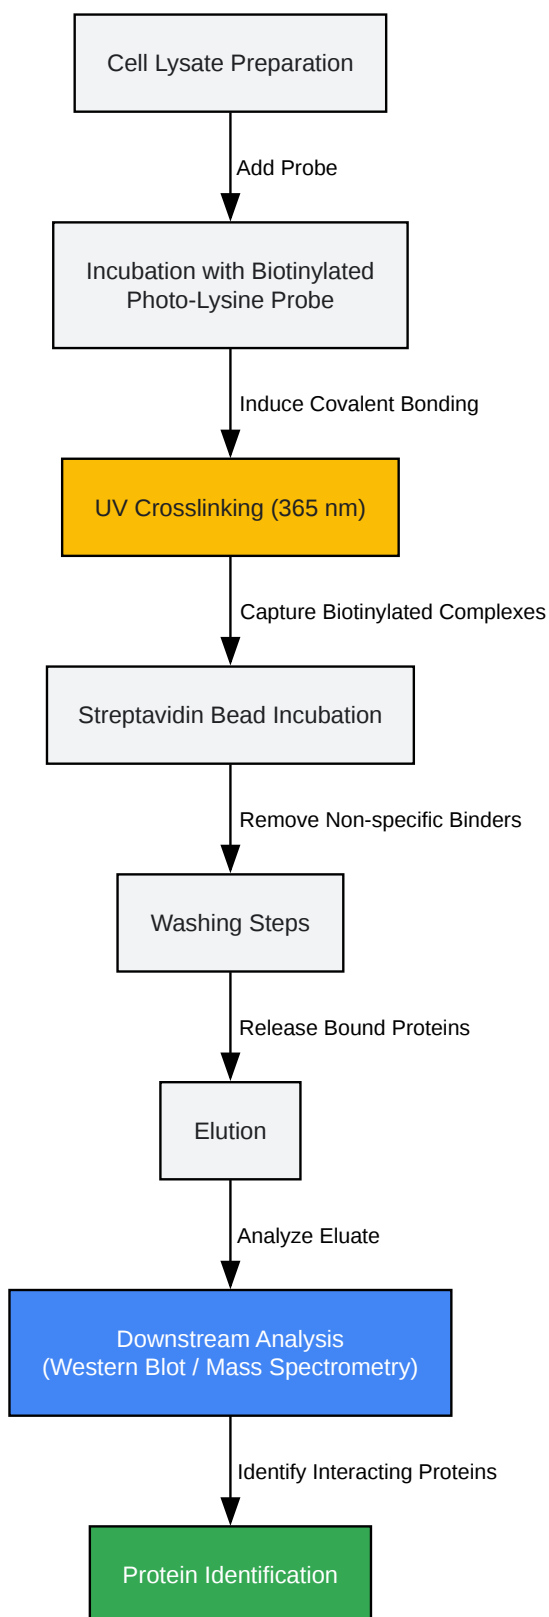 Cell Lysate Preparation
Add Probe
Incubation with Biotinylated
Photo-Lysine Probe
Induce Covalent Bonding
UV Crosslinking (365 nm)
Capture Biotinylated Complexes
Streptavidin Bead Incubation
Remove Non-specific Binders
Washing Steps
Release Bound Proteins
Elution
Analyze Eluate
Downstream Analysis
(Western Blot / Mass Spectrometry)
Identify Interacting Proteins
Protein Identification